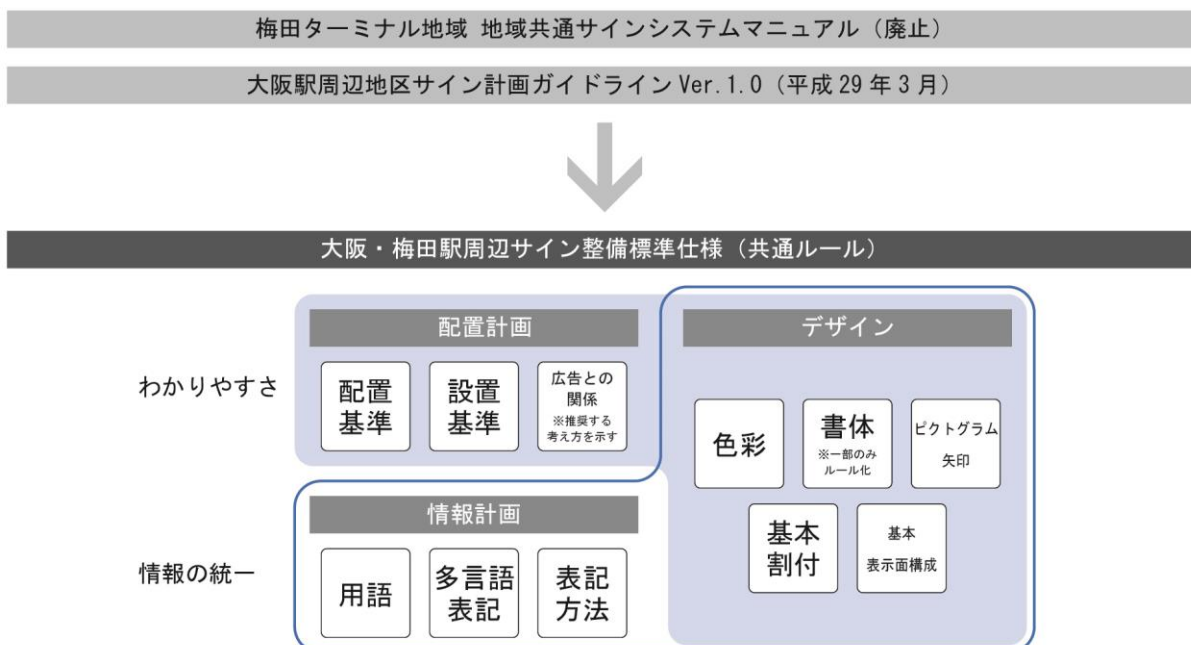 梅田ターミナル地域 地域共通サインシステムマニュアル（廃止）
大阪駅周辺地区サイン計画ガイドライン Ver.1.0（平成29年3月）
大阪・梅田駅周辺サイン整備標準仕様（共通ルール）
わかりやすさ
配置計画
配置
基準
設置
基準
広告との
関係
※推奨する
考え方を示す
デザイン
色彩
書体
※一部のみ
ルール化
ピクトグラム
矢印
基本
割付
基本
表示面構成
情報の統一
情報計画
用語
多言語
表記
表記
方法